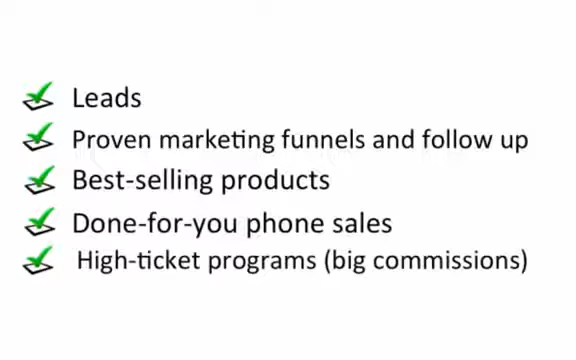 Leads
Proven marketing funnels and follow up
Best-selling products
Done-for-you phone sales
High-ticket programs (big commissions)